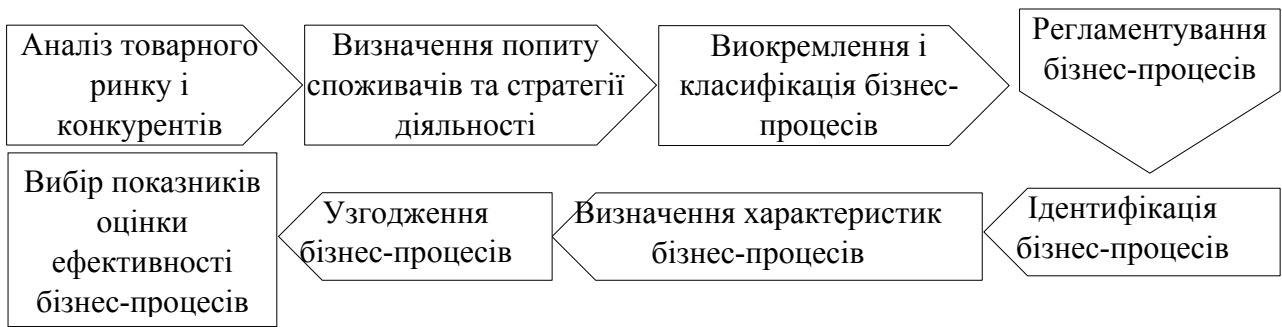 Аналіз товарного
ринку і
конкурентів
Визначення попиту
споживачів та стратегії
діяльності
Виокремлення і
класифікація бізнес-
процесів
Регламентування
бізнес-процесів
Ідентифікація
бізнес-процесів
Визначення характеристик
бізнес-процесів
Узгодження
бізнес-процесів
Вибір показників
оцінки
ефективності
бізнес-процесів